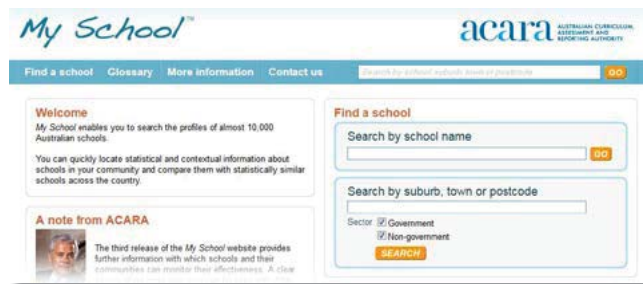 My School™
acara AUSTRALIAN CURRICULUM, ASSESSMENT AND REPORTING AUTHORITY
Find a school Glossary More information Contact us Search by school suburb, town or postcode GO
Welcome
My School enables you to search the profiles of almost 10,000
Australian schools.
You can quickly locate statistical and contextual information about
schools in your community and compare them with statistically similar
schools across the country.
A note from ACARA
The third release of the My School website provides
further information with which schools and their
communities can monitor their effectiveness. A clear
Find a school
Search by school name
GO
Search by suburb, town or postcode
Sector Government
Non-government
SEARCH